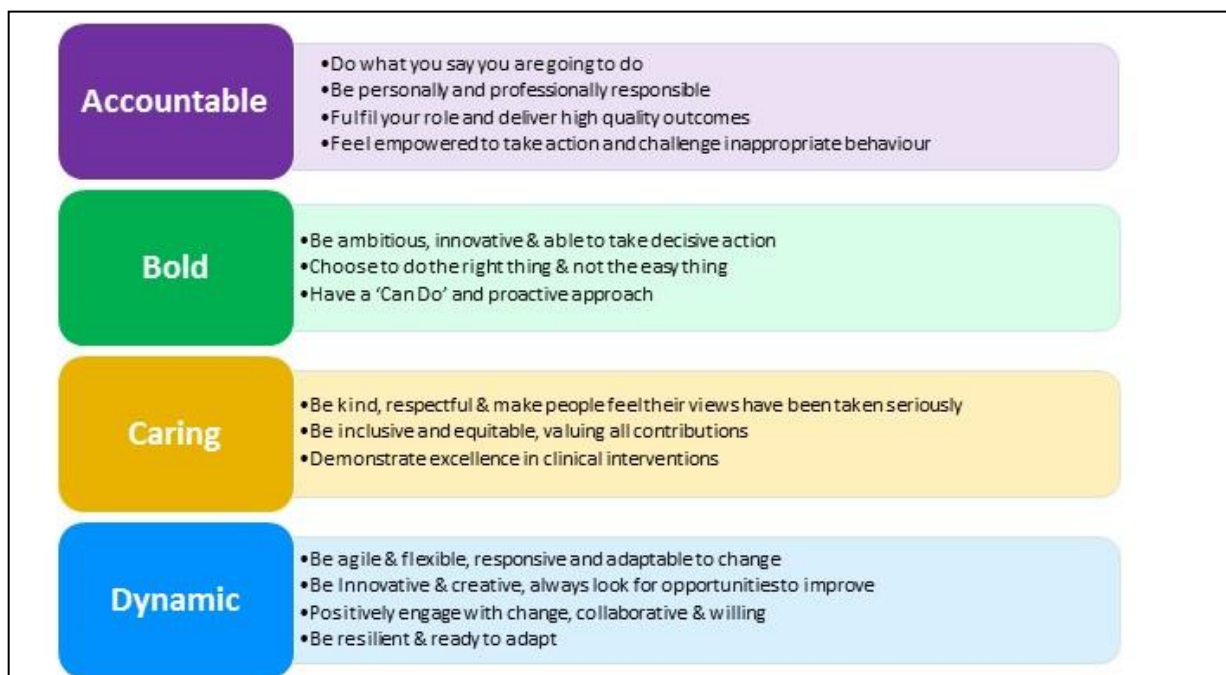 Accountable
•Do what you say you are going to do
•Be personally and professionally responsible
•Fulfil your role and deliver high quality outcomes
•Feel empowered to take action and challenge inappropriate behaviour
Bold
•Be ambitious, innovative & able to take decisive action
•Choose to do the right thing & not the easy thing
•Have a ‘Can Do’ and proactive approach
Caring
•Be kind, respectful & make people feel their views have been taken seriously
•Be inclusive and equitable, valuing all contributions
•Demonstrate excellence in clinical interventions
Dynamic
•Be agile & flexible, responsive and adaptable to change
•Be Innovative & creative, always look for opportunities to improve
•Positively engage with change, collaborative & willing
•Be resilient & ready to adapt